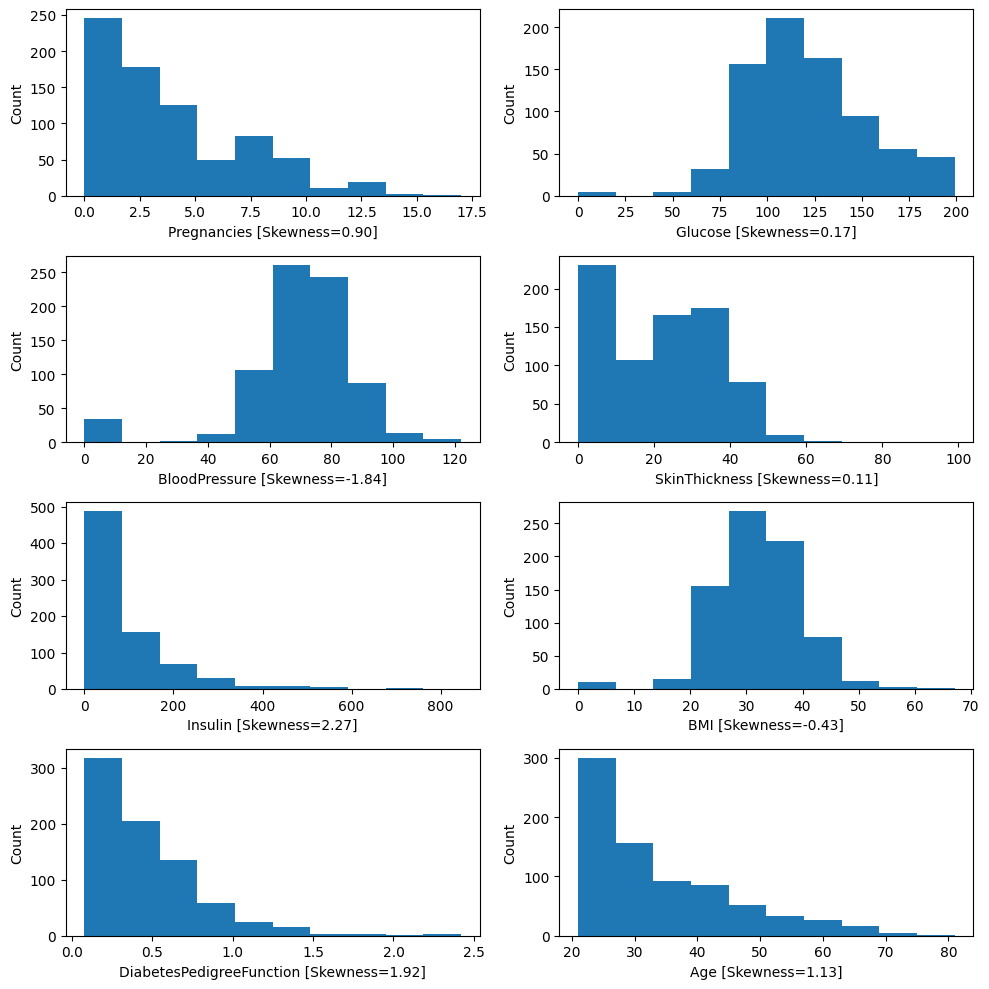 Count
250
200
150
100
50
0
0.0 2.5 5.0 7.5 10.0 12.5 15.0 17.5
Pregnancies [Skewness=0.90]
Count
200
150
100
50
0
0 25 50 75 100 125 150 175 200
Glucose [Skewness=0.17]
Count
250
200
150
100
50
0
0 20 40 60 80 100 120
BloodPressure [Skewness=-1.84]
Count
200
150
100
50
0
0 20 40 60 80 100
SkinThickness [Skewness=0.11]
Count
500
400
300
200
100
0
0 200 400 600 800
Insulin [Skewness=2.27]
Count
250
200
150
100
50
0
0 10 20 30 40 50 60 70
BMI [Skewness=-0.43]
Count
300
200
100
0
0.0 0.5 1.0 1.5 2.0 2.5
DiabetesPedigreeFunction [Skewness=1.92]
Count
300
250
200
150
100
50
0
20 30 40 50 60 70 80
Age [Skewness=1.13]